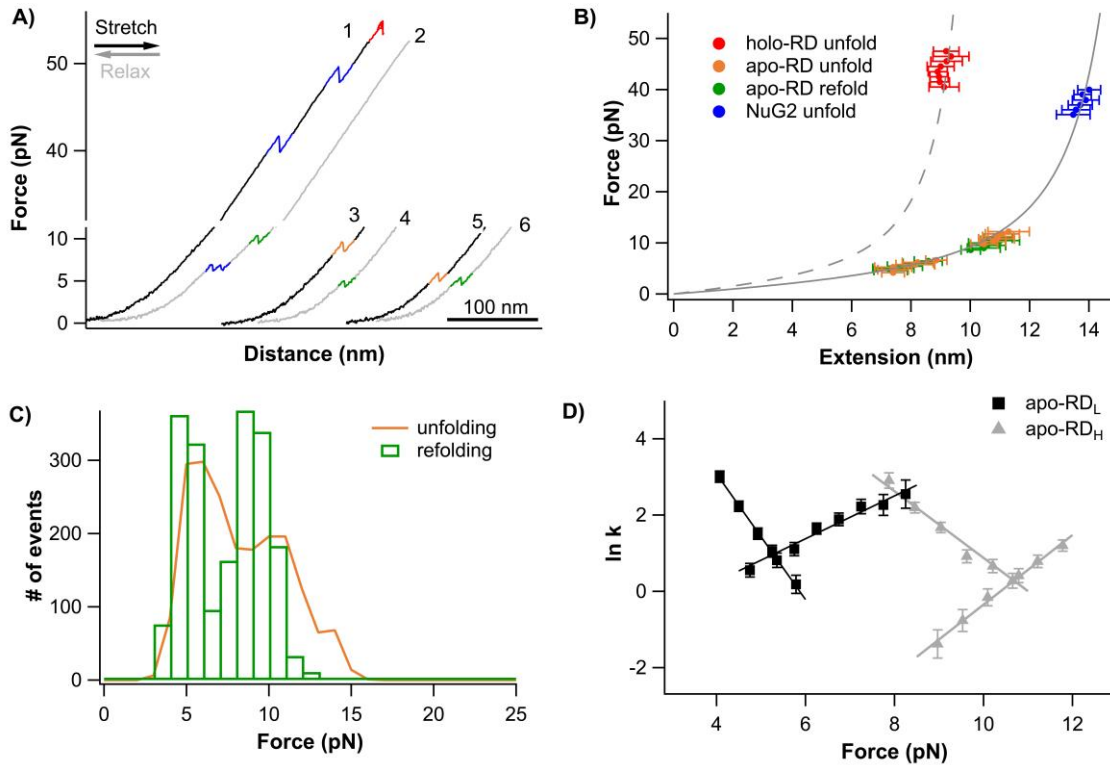 A)
Stretch
Relax
1
2
3
4
5
6
50
40
10
5
0
Force (pN)
100 nm
Distance (nm)
B)
holo-RD unfold
apo-RD unfold
apo-RD refold
NuG2 unfold
50
40
30
20
10
0
Force (pN)
0 2 4 6 8 10 12 14
Extension (nm)
C)
unfolding
refolding
300
200
100
0
# of events
0 5 10 15 20 25
Force (pN)
D)
apo-RD_L
apo-RD_H
4
2
0
-2
ln k
4 6 8 10 12
Force (pN)